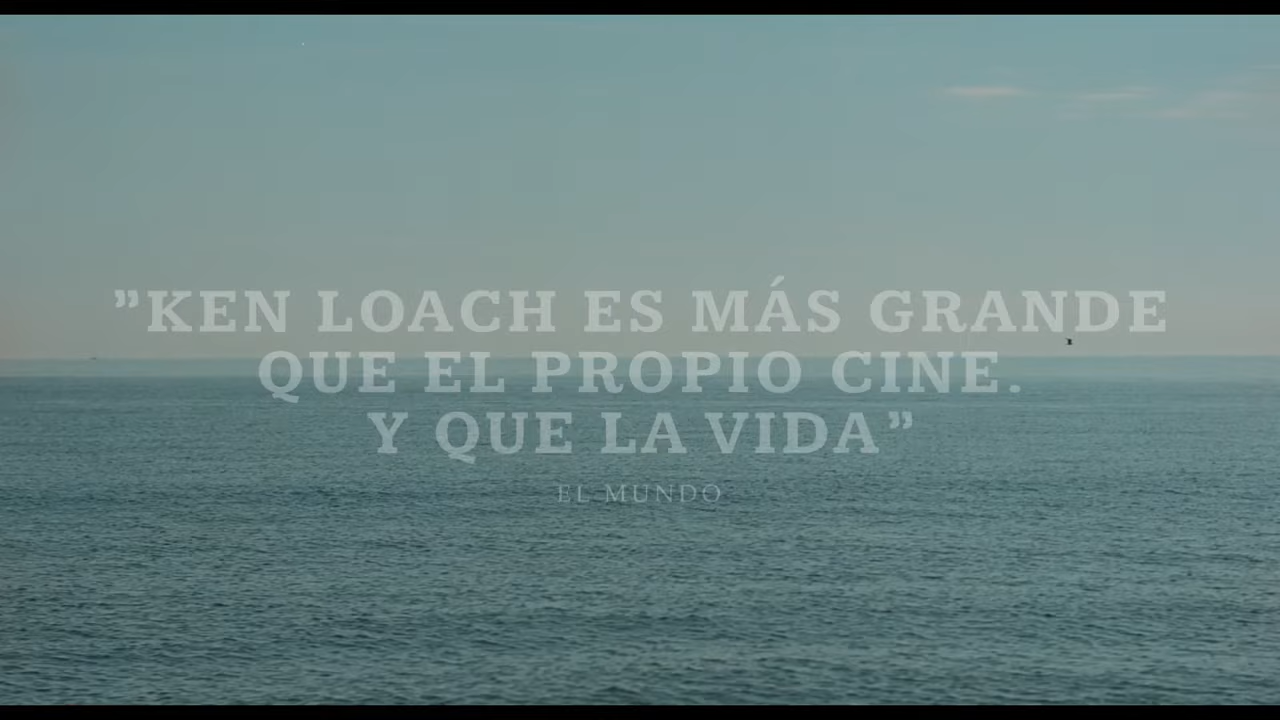 ”KEN LOACH ES MÁS GRANDE
QUE EL PROPIO CINE.
Y QUE LA VIDA”
EL MUNDO